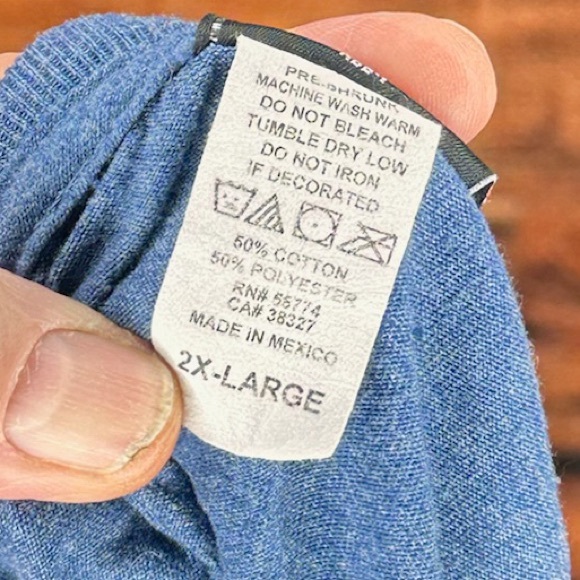 PRE-SHRUNK
MACHINE WASH WARM
DO NOT BLEACH
TUMBLE DRY LOW
DO NOT IRON
IF DECORATED
50% COTTON
50% POLYESTER
RN# 55774
CA# 38327
MADE IN MEXICO
2X-LARGE